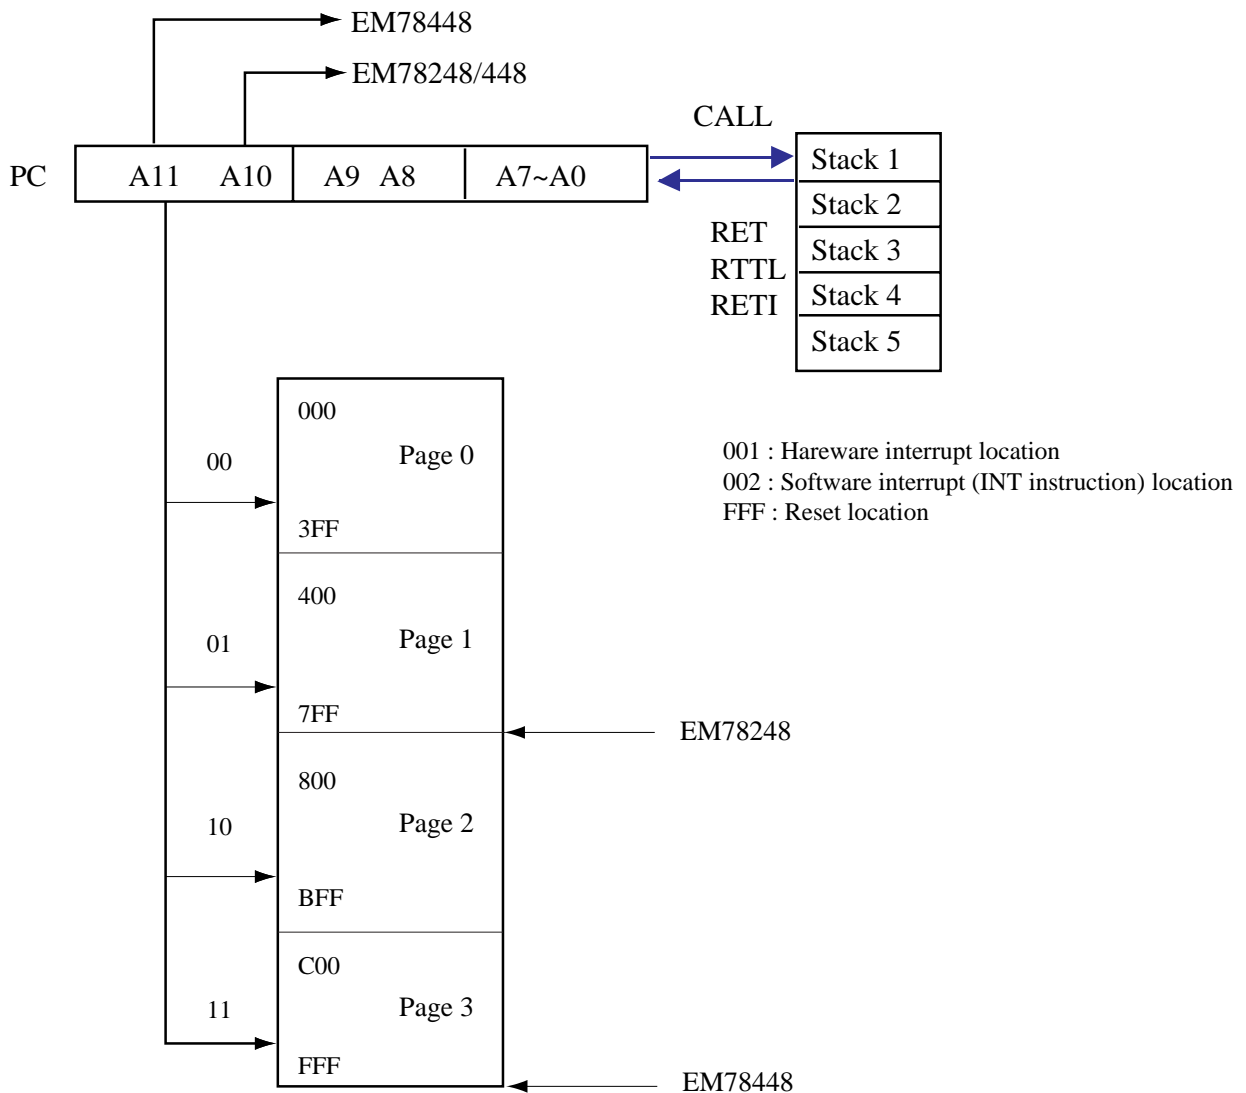 EM78448
EM78248/448
CALL
PC
A11 A10 A9 A8 A7~A0
Stack 1
Stack 2
Stack 3
Stack 4
Stack 5
RET
RTTL
RETI
000
Page 0
00
3FF
400
Page 1
01
7FF
EM78248
800
Page 2
10
BFF
C00
Page 3
11
FFF
EM78448
001 : Hareware interrupt location
002 : Software interrupt (INT instruction) location
FFF : Reset location